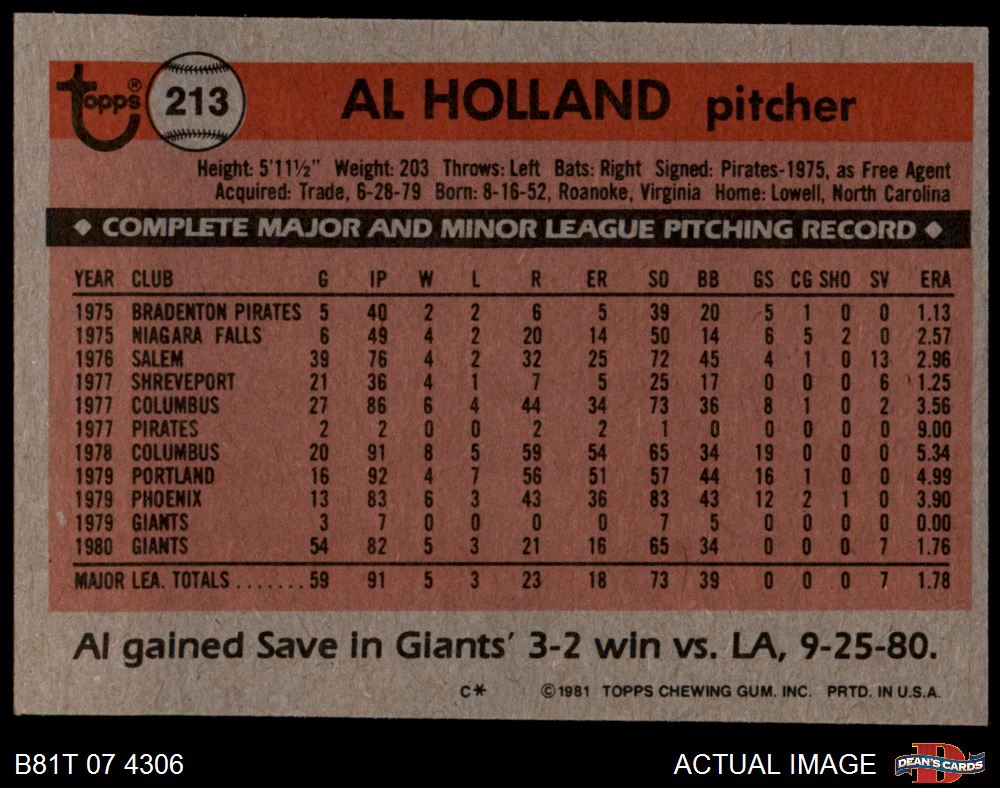 topps® 213 AL HOLLAND pitcher
Height: 5'11½" Weight: 203 Throws: Left Bats: Right Signed: Pirates-1975, as Free Agent
Acquired: Trade, 6-28-79 Born: 8-16-52, Roanoke, Virginia Home: Lowell, North Carolina
◆ COMPLETE MAJOR AND MINOR LEAGUE PITCHING RECORD ◆
YEAR CLUB G IP W L R ER SO BB GS CG SHO SV ERA
1975 BRADENTON PIRATES 5 40 2 2 6 5 39 20 5 1 0 0 1.13
1975 NIAGARA FALLS 6 49 4 2 20 14 50 14 6 5 2 0 2.57
1976 SALEM 39 76 4 2 32 25 72 45 4 1 0 13 2.96
1977 SHREVEPORT 21 36 4 1 7 5 25 17 0 0 0 6 1.25
1977 COLUMBUS 27 86 6 4 44 34 73 36 8 1 0 2 3.56
1977 PIRATES 2 2 0 0 2 2 1 0 0 0 0 0 9.00
1978 COLUMBUS 20 91 8 5 59 54 65 34 19 0 0 0 5.34
1979 PORTLAND 16 92 4 7 56 51 57 44 16 1 0 0 4.99
1979 PHOENIX 13 83 6 3 43 36 83 43 12 2 1 0 3.90
1979 GIANTS 3 7 0 0 0 0 7 5 0 0 0 0 0.00
1980 GIANTS 54 82 5 3 21 16 65 34 0 0 0 7 1.76
MAJOR LEA. TOTALS ....... 59 91 5 3 23 18 73 39 0 0 0 7 1.78
Al gained Save in Giants' 3-2 win vs. LA, 9-25-80.
C* ©1981 TOPPS CHEWING GUM. INC. PRTD. IN U.S.A.
B81T 07 4306 ACTUAL IMAGE D DEAN'S CARDS